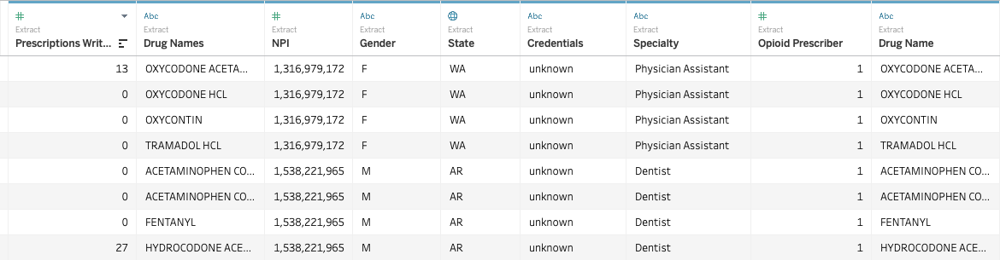 # Abc # Abc Abc Abc # Abc
Extract Extract Extract Extract Extract Extract Extract Extract Extract
Prescriptions Writ... Drug Names NPI Gender State Credentials Specialty Opioid Prescriber Drug Name
13 OXYCODONE ACETA... 1,316,979,172 F WA unknown Physician Assistant 1 OXYCODONE ACETA...
0 OXYCODONE HCL 1,316,979,172 F WA unknown Physician Assistant 1 OXYCODONE HCL
0 OXYCONTIN 1,316,979,172 F WA unknown Physician Assistant 1 OXYCONTIN
0 TRAMADOL HCL 1,316,979,172 F WA unknown Physician Assistant 1 TRAMADOL HCL
0 ACETAMINOPHEN CO... 1,538,221,965 M AR unknown Dentist 1 ACETAMINOPHEN CO...
0 ACETAMINOPHEN CO... 1,538,221,965 M AR unknown Dentist 1 ACETAMINOPHEN CO...
0 FENTANYL 1,538,221,965 M AR unknown Dentist 1 FENTANYL
27 HYDROCODONE ACE... 1,538,221,965 M AR unknown Dentist 1 HYDROCODONE ACE...